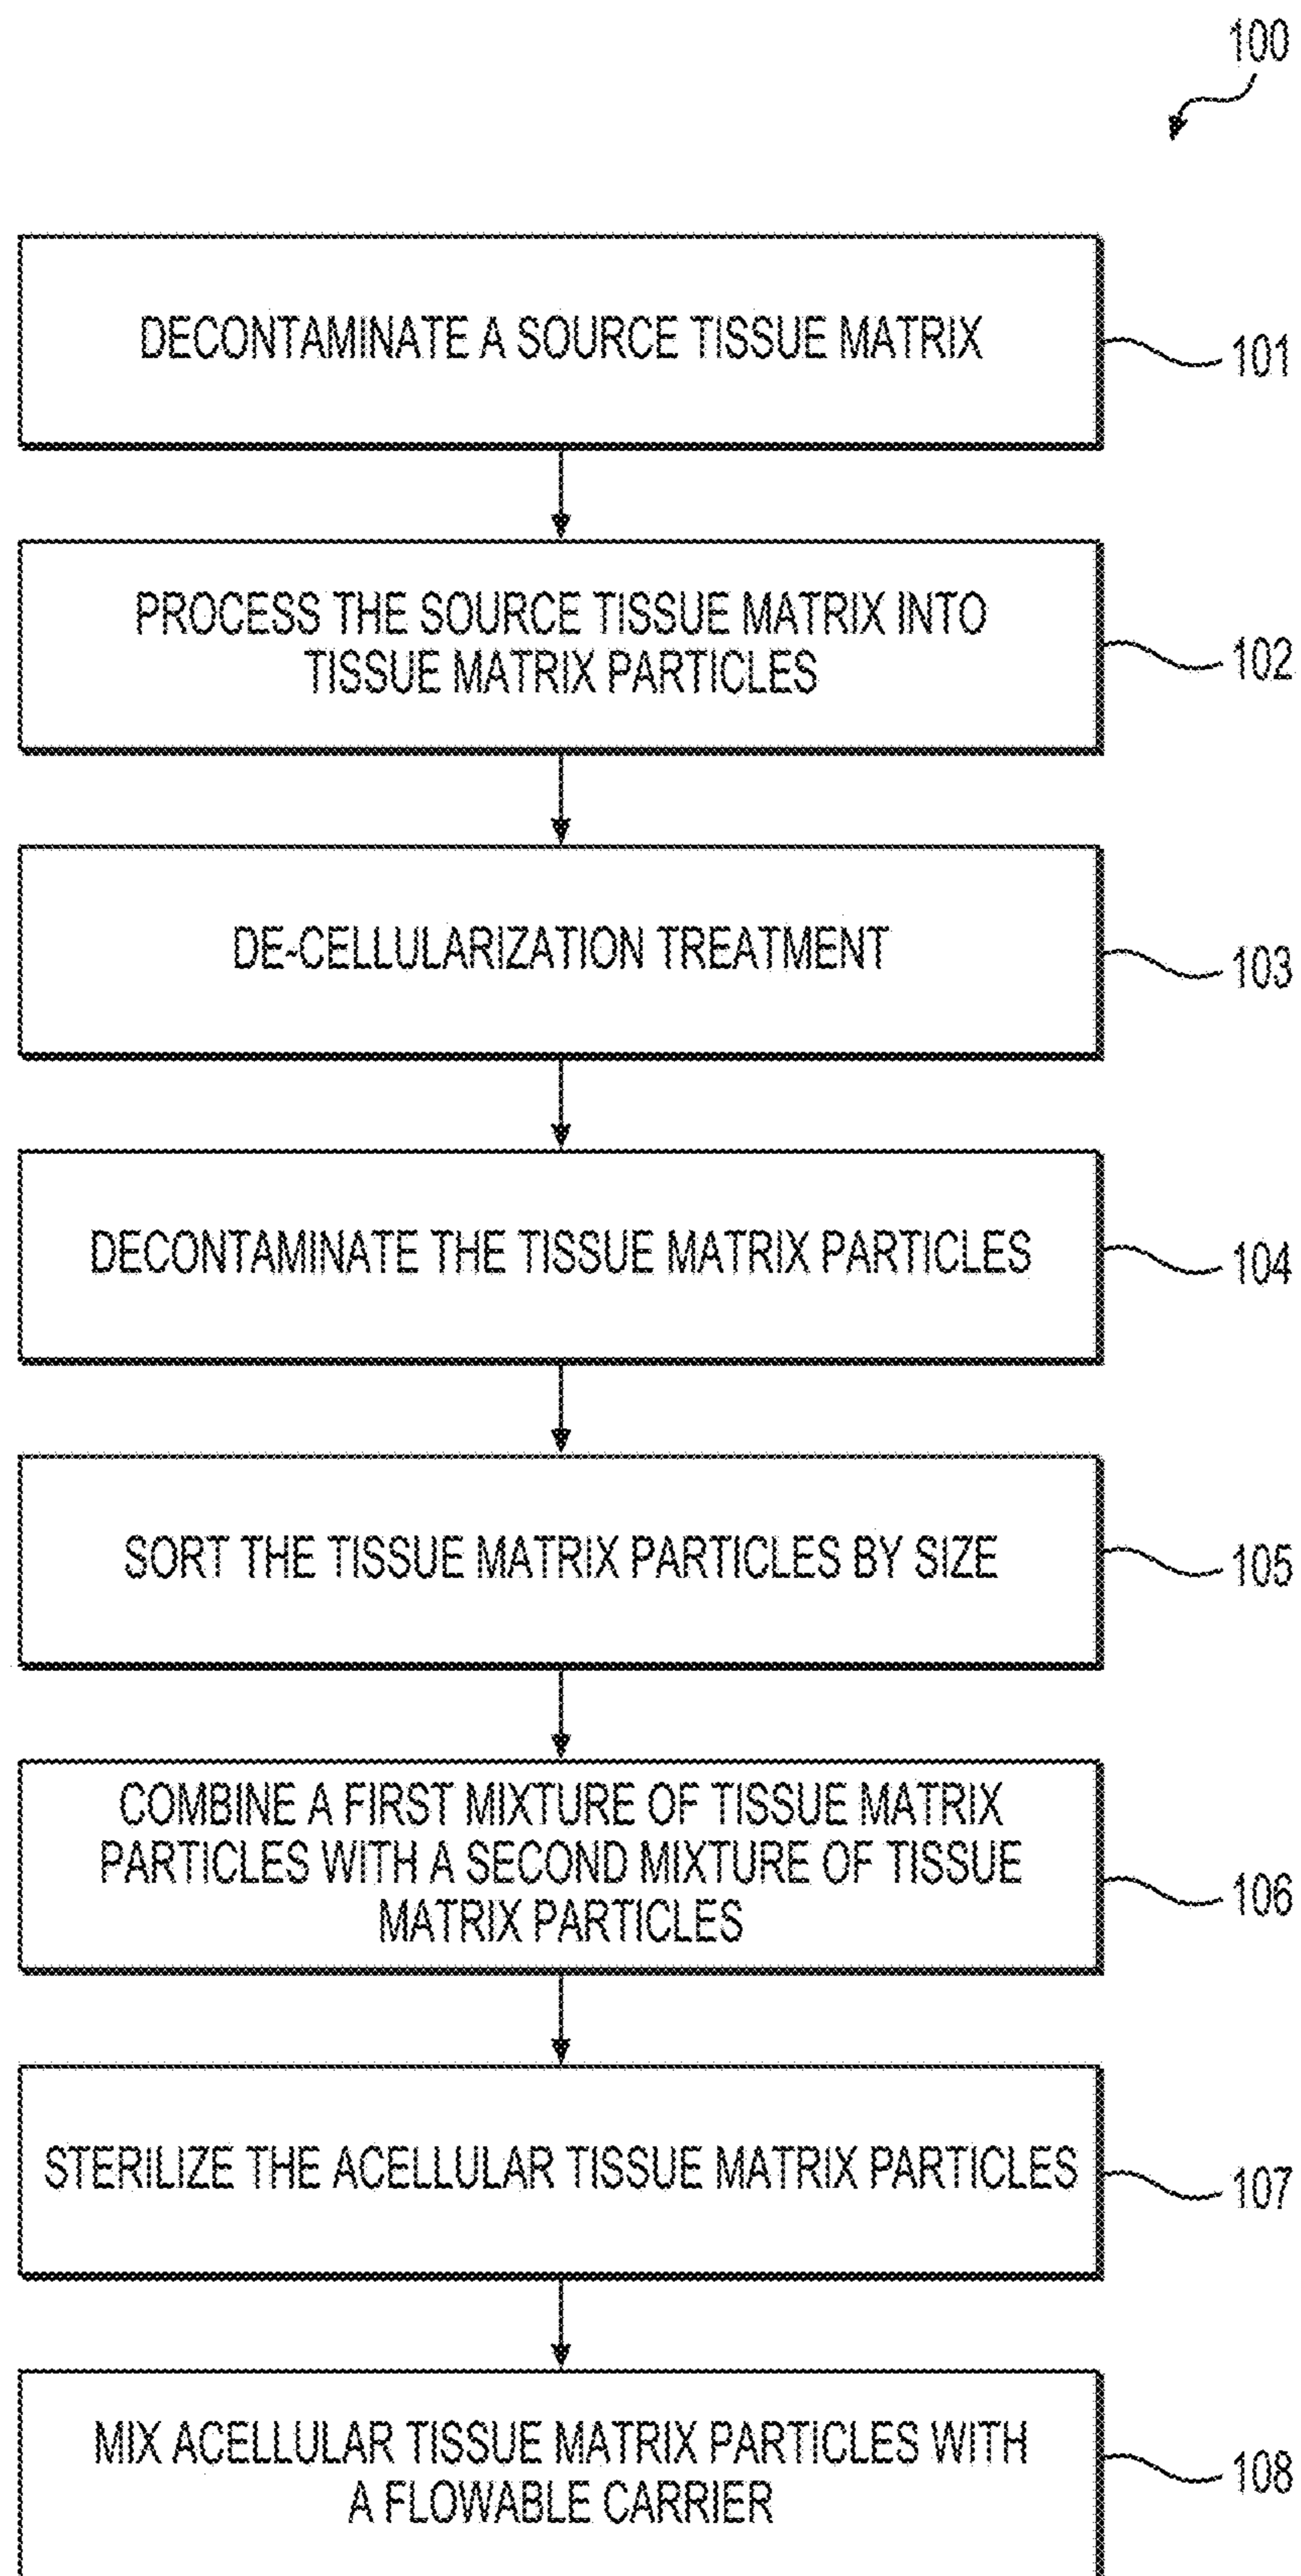 100
DECONTAMINATE A SOURCE TISSUE MATRIX
101
PROCESS THE SOURCE TISSUE MATRIX INTO
TISSUE MATRIX PARTICLES
102
DE-CELLULARIZATION TREATMENT
103
DECONTAMINATE THE TISSUE MATRIX PARTICLES
104
SORT THE TISSUE MATRIX PARTICLES BY SIZE
105
COMBINE A FIRST MIXTURE OF TISSUE MATRIX
PARTICLES WITH A SECOND MIXTURE OF TISSUE
MATRIX PARTICLES
106
STERILIZE THE ACELLULAR TISSUE MATRIX PARTICLES
107
MIX ACELLULAR TISSUE MATRIX PARTICLES WITH
A FLOWABLE CARRIER
108